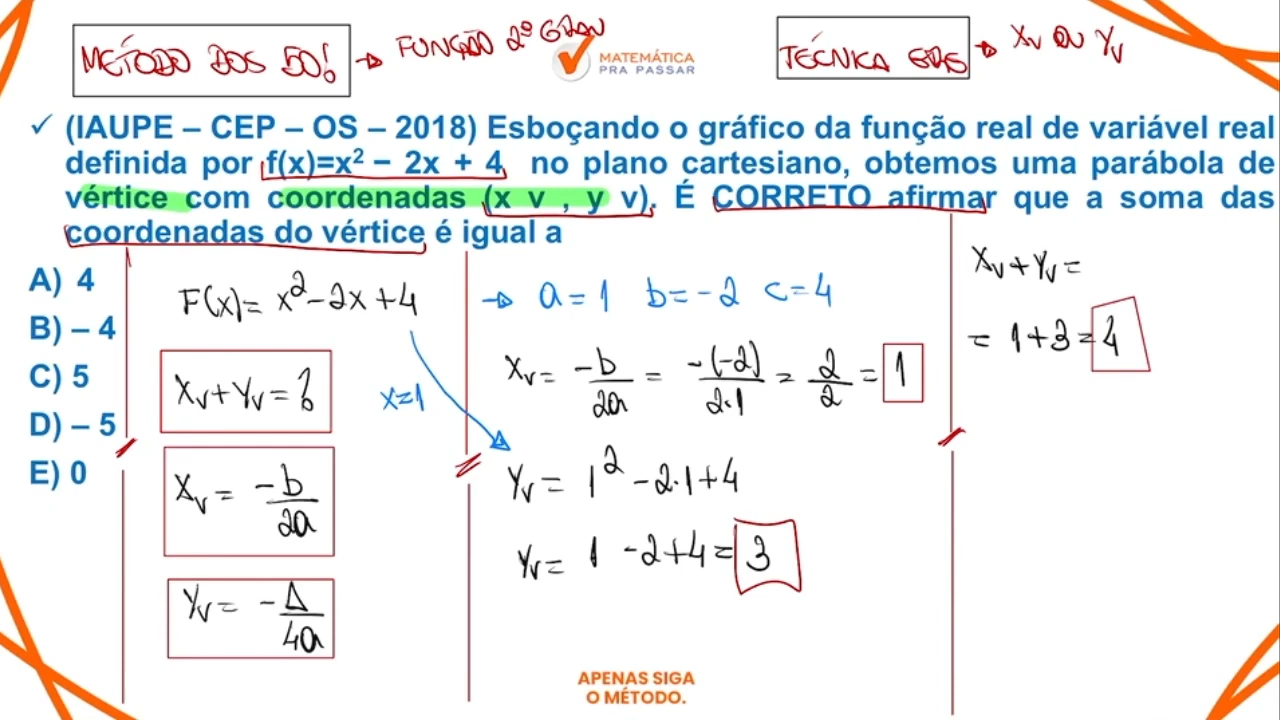 MÉTODO DOS 50! → FUNÇÃO 2º GRAU
MATEMÁTICA
PRA PASSAR
TÉCNICA → Xv OU Yv
✓ (IAUPE – CEP – OS – 2018) Esboçando o gráfico da função real de variável real
definida por f(x)=x² – 2x + 4 no plano cartesiano, obtemos uma parábola de
vértice com coordenadas (x v , y v). É CORRETO afirmar que a soma das
coordenadas do vértice é igual a
A) 4
B) – 4
C) 5
D) – 5
E) 0
F(x)= x²-2x+4
Xv+Yv=?
Xv = -b/2a
Yv= -Δ/4a
→ a=1 b=-2 c=4
Xv= -b/2a = -(-2)/2·1 = 2/2 = 1
x=1
Yv= 1²-2·1+4
Yv= 1-2+4= 3
Xv+Yv=
= 1+3=4
APENAS SIGA
O MÉTODO.